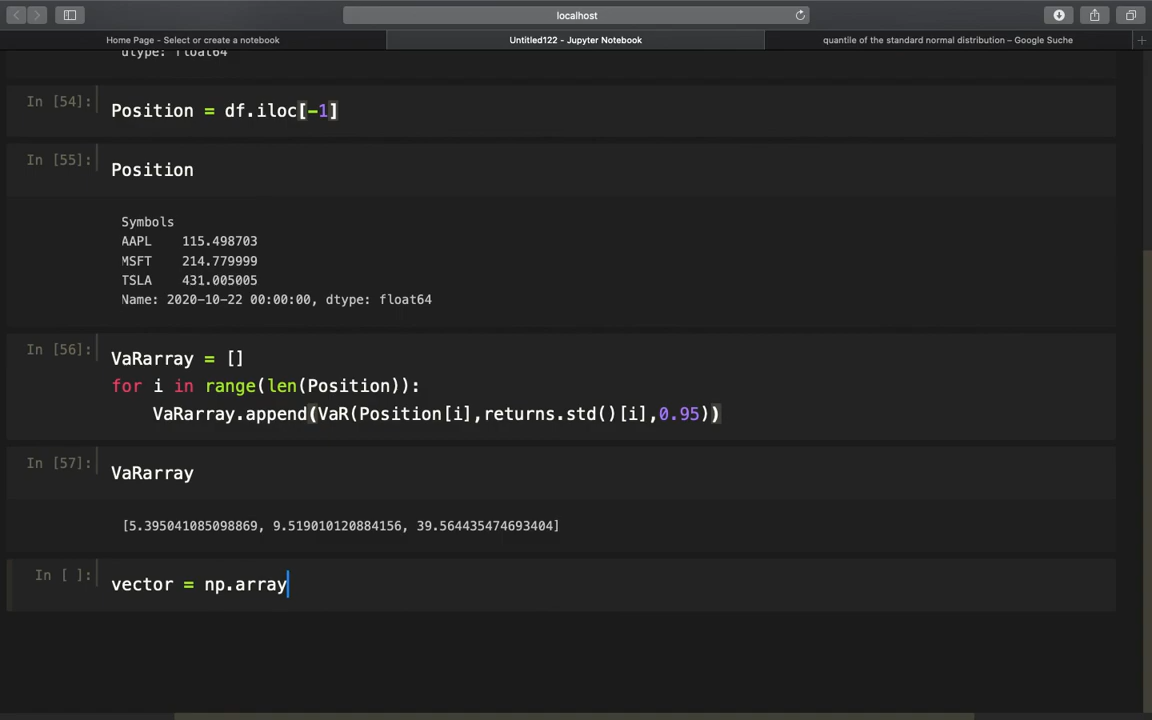 localhost
Home Page - Select or create a notebook
Untitled122 - Jupyter Notebook
quantile of the standard normal distribution – Google Suche
dtype: float64
In [54]:
Position = df.iloc[-1]
In [55]:
Position
Symbols
AAPL 115.498703
MSFT 214.779999
TSLA 431.005005
Name: 2020-10-22 00:00:00, dtype: float64
In [56]:
VaRarray = []
for i in range(len(Position)):
VaRarray.append(VaR(Position[i],returns.std()[i],0.95))
In [57]:
VaRarray
[5.395041085098869, 9.519010120884156, 39.564435474693404]
In [ ]:
vector = np.array